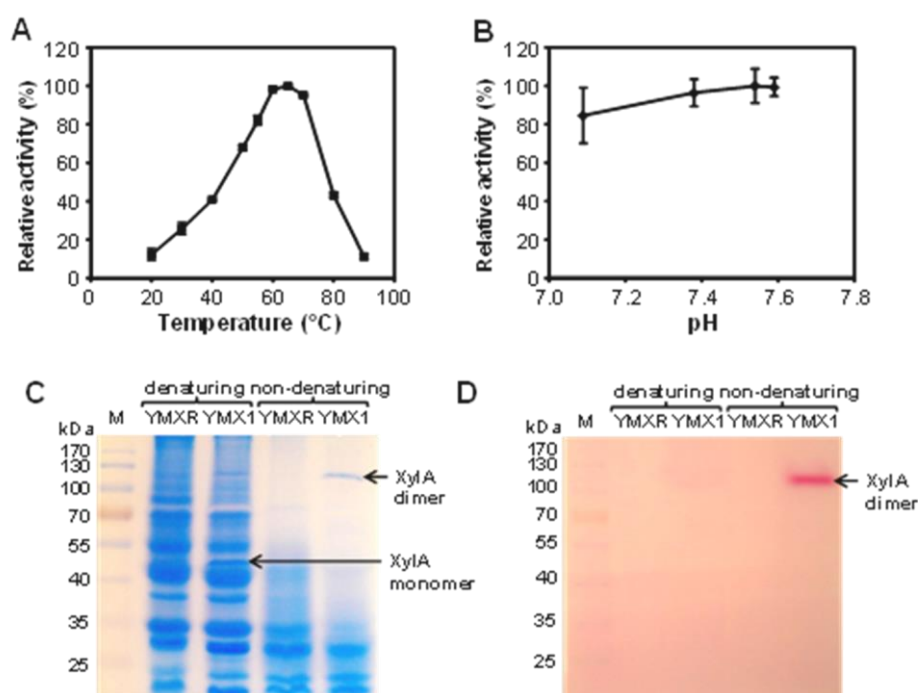 A
120
100
80
60
40
20
0
Relative activity (%)
0 20 40 60 80 100
Temperature (°C)
B
120
100
80
60
40
20
0
Relative activity (%)
7.0 7.2 7.4 7.6 7.8
pH
C
denaturing non-denaturing
M YMXR YMX1 YMXR YMX1
kDa
170
130
100
70
55
40
35
25
XylA
dimer
XylA
monomer
D
denaturing non-denaturing
M YMXR YMX1 YMXR YMX1
kDa
170
130
100
70
55
40
35
25
XylA
dimer